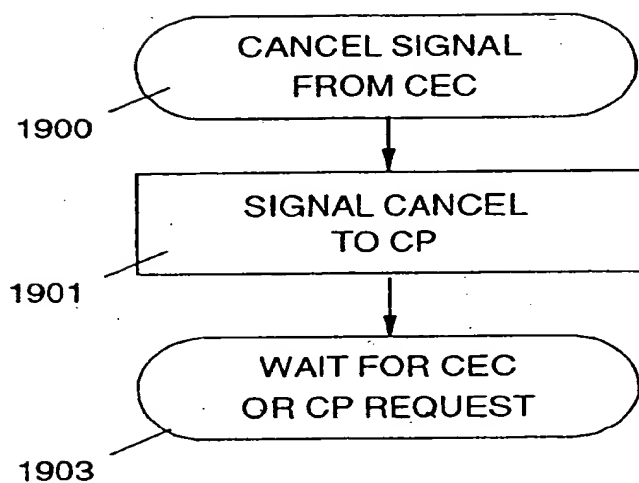 CANCEL SIGNAL
FROM CEC
1900
SIGNAL CANCEL
TO CP
1901
WAIT FOR CEC
OR CP REQUEST
1903